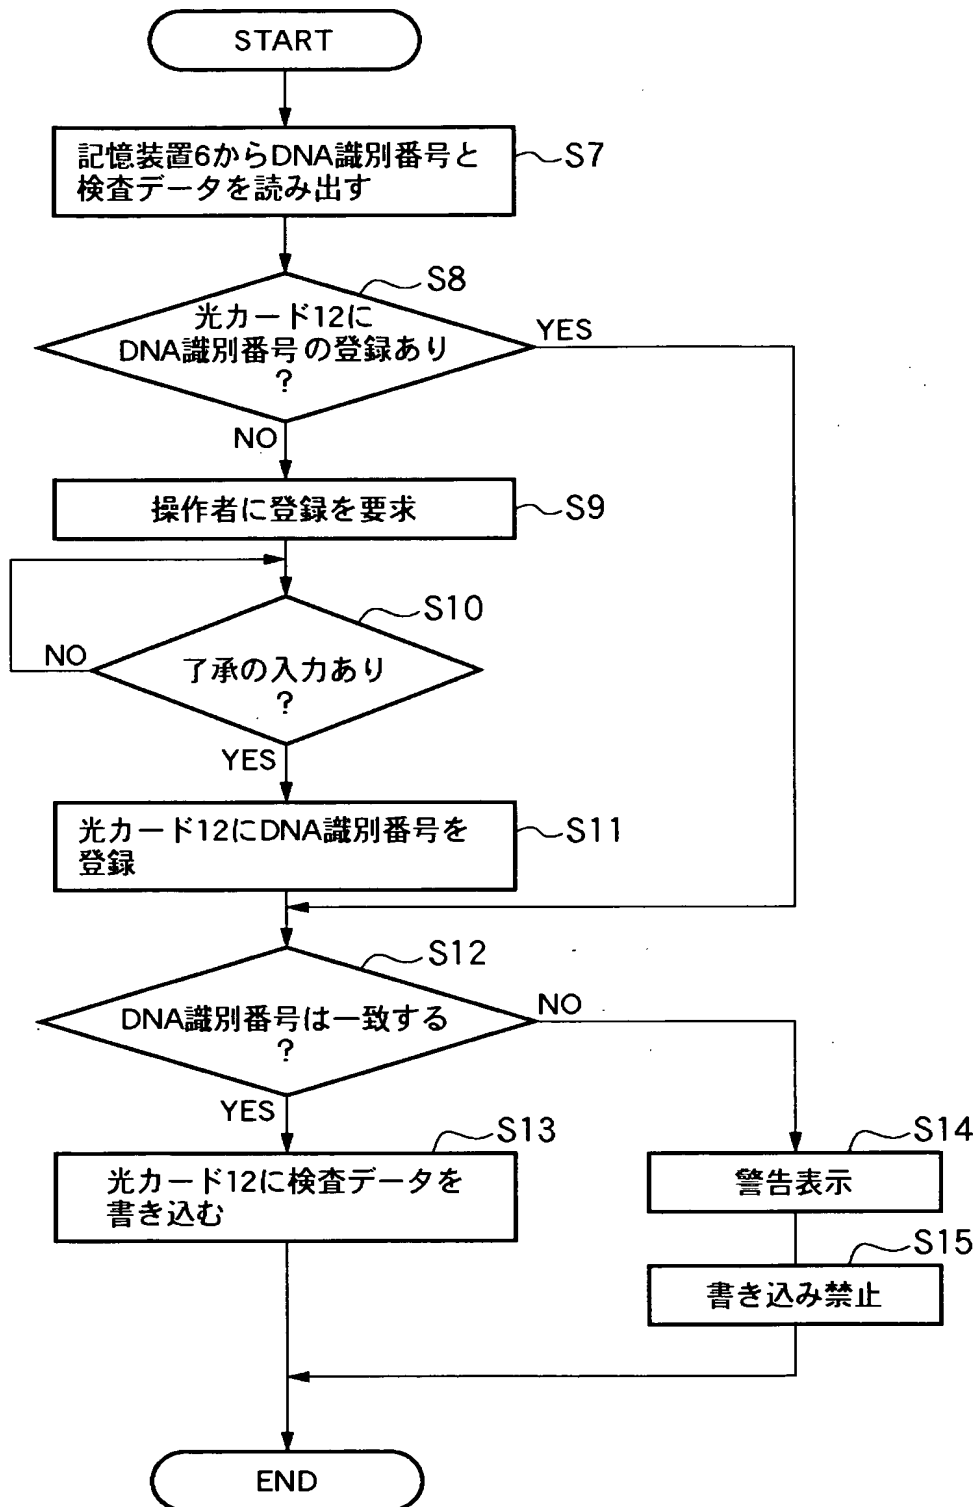 START
記憶装置6からDNA識別番号と
検査データを読み出す
S7
S8
光カード12に
DNA識別番号の登録あり
?
YES
NO
操作者に登録を要求
S9
S10
了承の入力あり
?
NO
YES
光カード12にDNA識別番号を
登録
S11
S12
DNA識別番号は一致する
?
NO
YES
S13
光カード12に検査データを
書き込む
S14
警告表示
S15
書き込み禁止
END